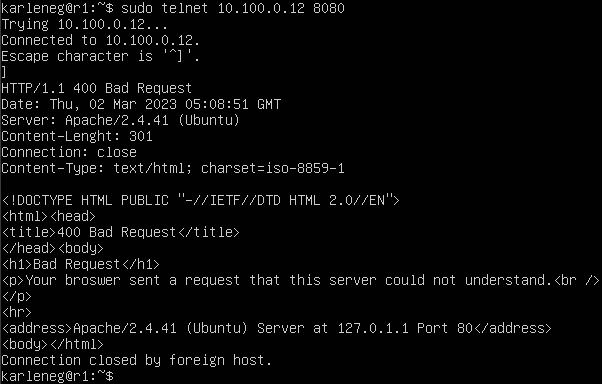 karleneg@r1:~$ sudo telnet 10.100.0.12 8080
Trying 10.100.0.12...
Connected to 10.100.0.12.
Escape character is '^]'.
]
HTTP/1.1 400 Bad Request
Date: Thu, 02 Mar 2023 05:08:51 GMT
Server: Apache/2.4.41 (Ubuntu)
Content-Lenght: 301
Connection: close
Content-Type: text/html; charset=iso-8859-1

<!DOCTYPE HTML PUBLIC "-//IETF//DTD HTML 2.0//EN">
<html><head>
<title>400 Bad Request</title>
</head><body>
<h1>Bad Request</h1>
<p>Your broswer sent a request that this server could not understand.<br />
</p>
<hr>
<address>Apache/2.4.41 (Ubuntu) Server at 127.0.1.1 Port 80</address>
<body></html>
Connection closed by foreign host.
karleneg@r1:~$